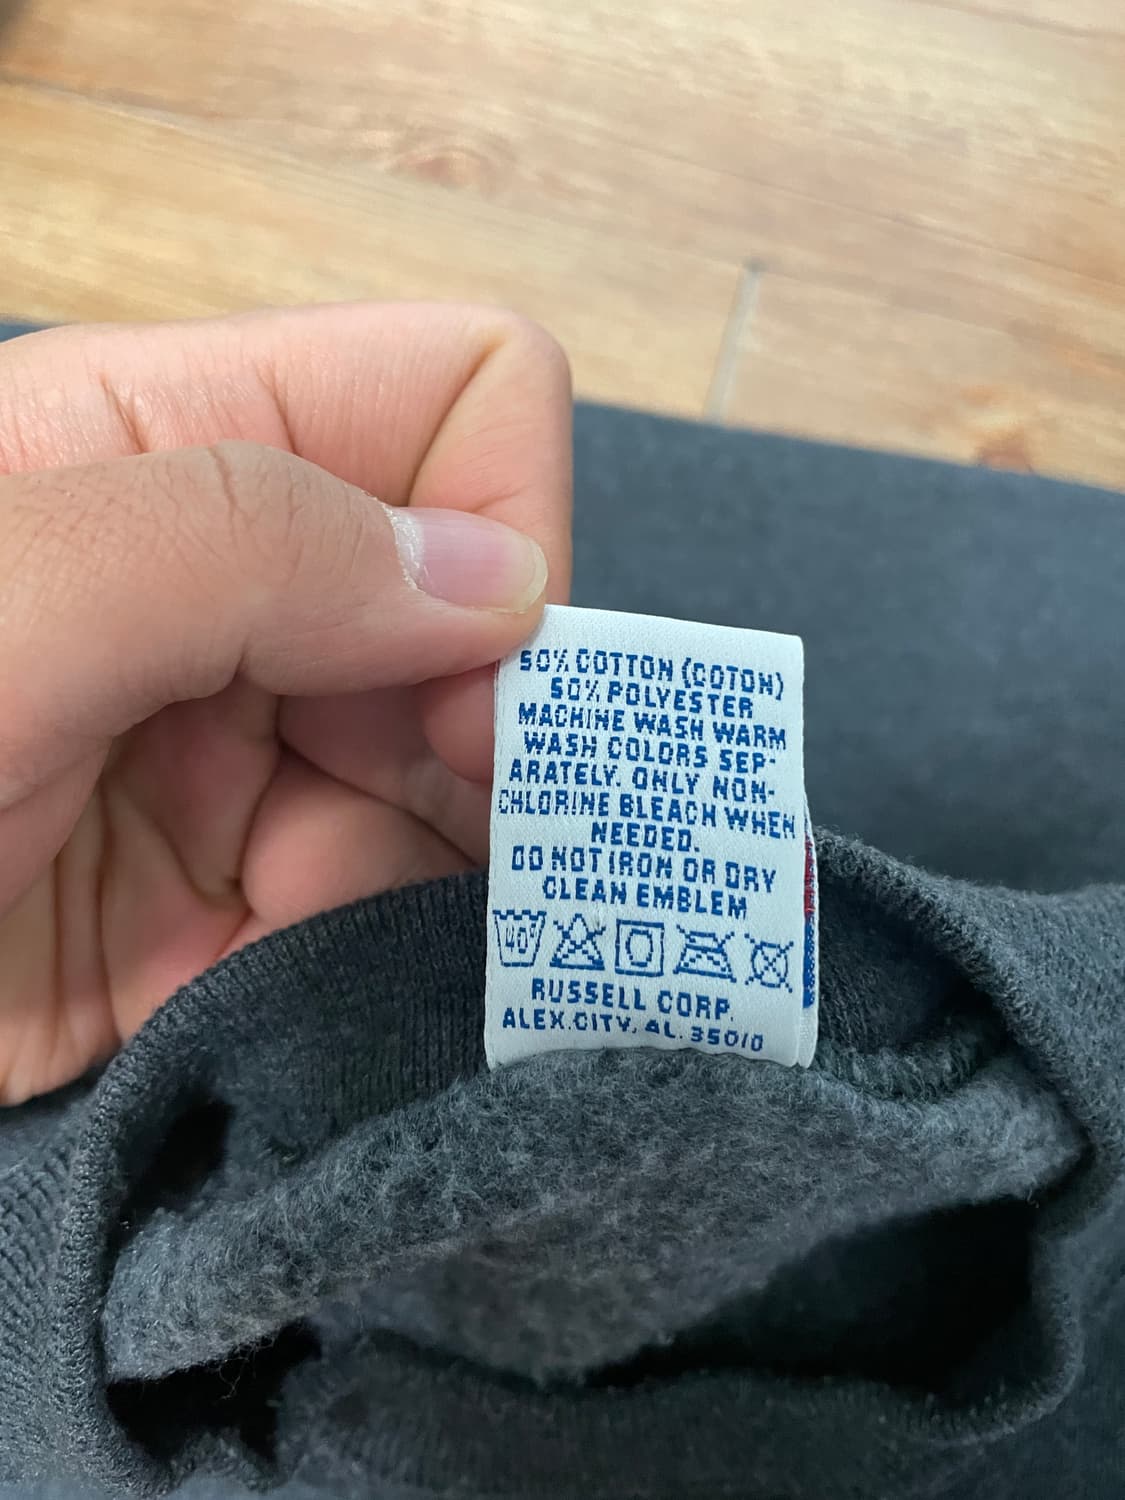 50% COTTON (COTON)
50% POLYESTER
MACHINE WASH WARM
WASH COLORS SEP-
ARATELY. ONLY NON-
CHLORINE BLEACH WHEN
NEEDED.
DO NOT IRON OR DRY
CLEAN EMBLEM
40°
RUSSELL CORP.
ALEX.CITY, AL. 35010